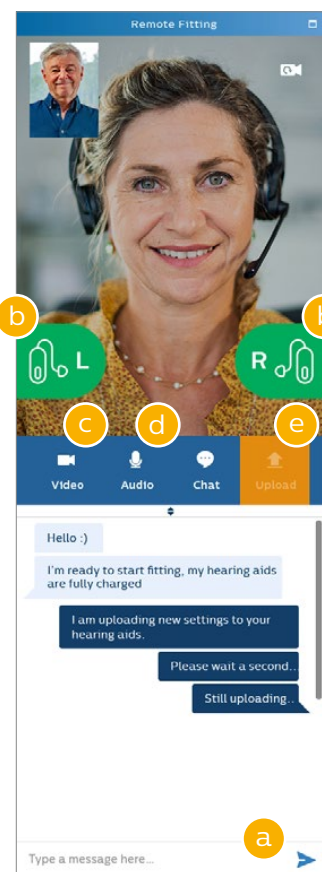 Remote Fitting
b
b
L
R
c
d
e
Video
Audio
Chat
Upload
Hello :)
I'm ready to start fitting, my hearing aids
are fully charged
I am uploading new settings to your
hearing aids.
Please wait a second...
Still uploading..
a
Type a message here...